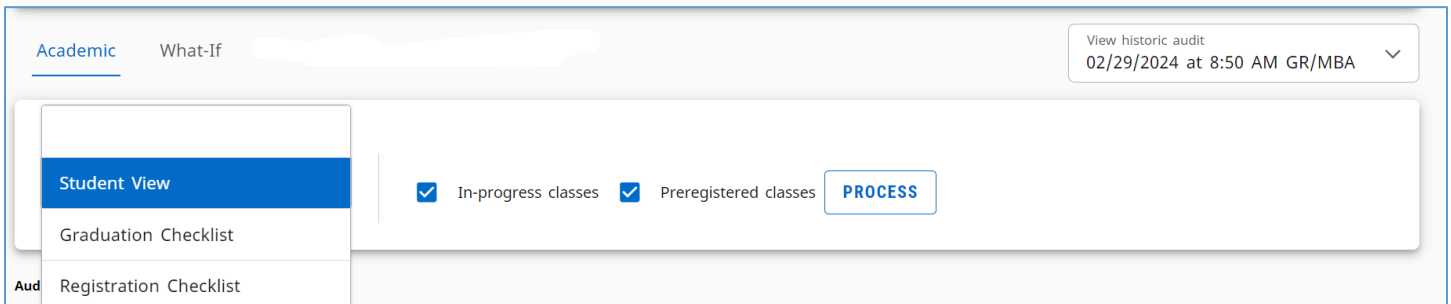 Academic What-If
View historic audit
02/29/2024 at 8:50 AM GR/MBA
Student View
In-progress classes Preregistered classes PROCESS
Graduation Checklist
Aud Registration Checklist